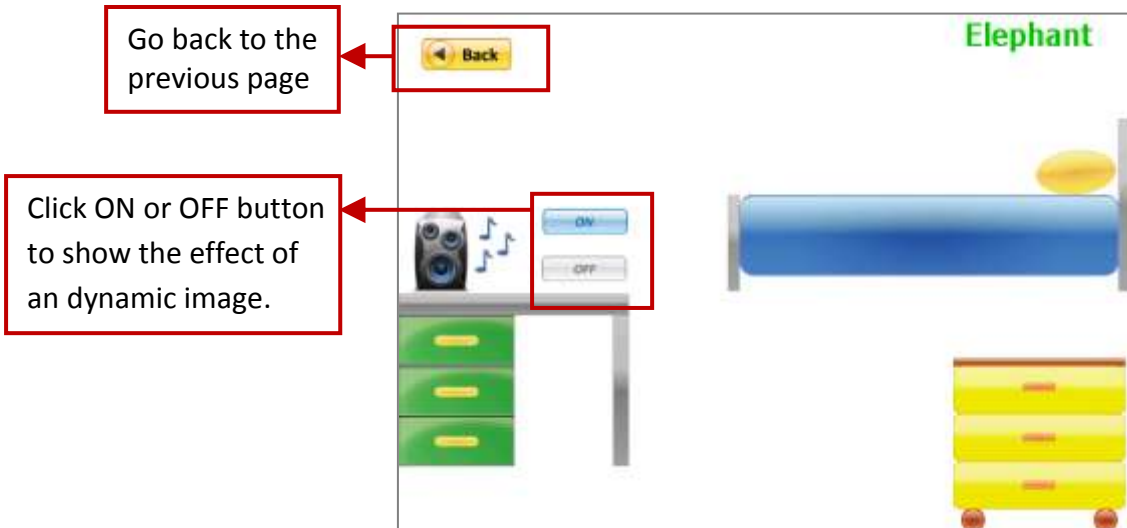 Go back to the
previous page
Back
Elephant
Click ON or OFF button
to show the effect of
an dynamic image.
ON
OFF